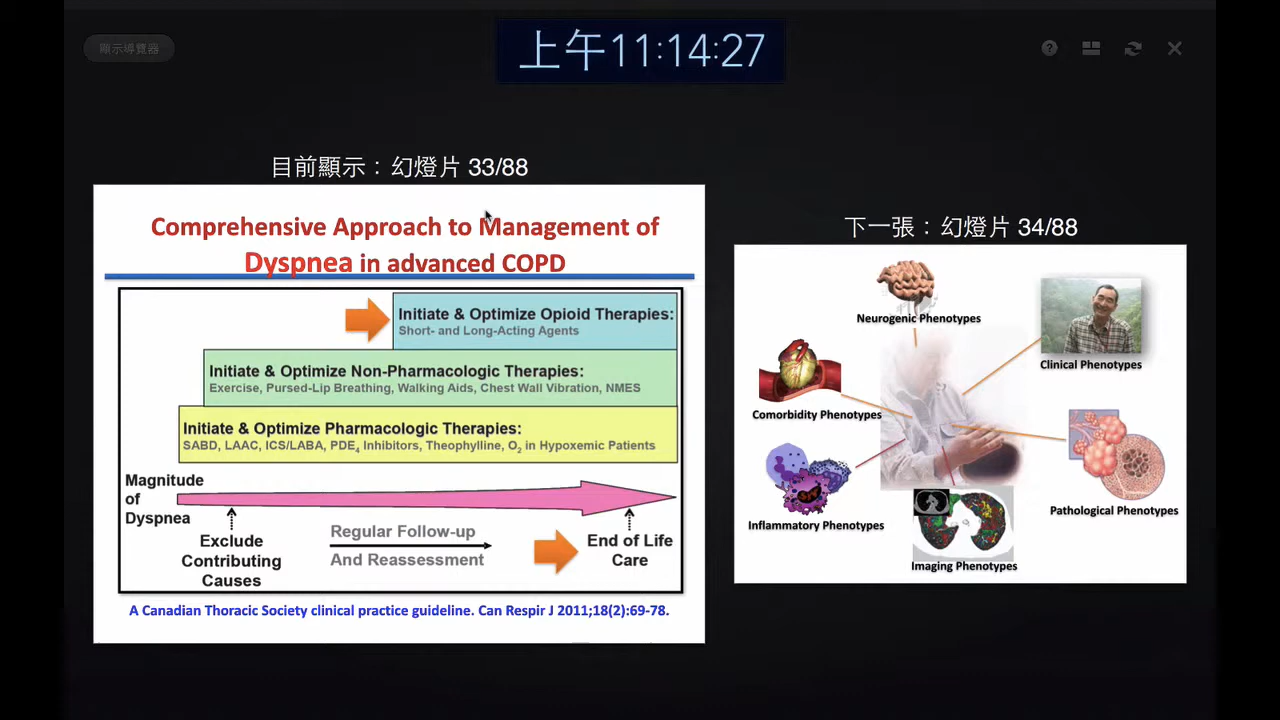 顯示導覽器
上午11:14:27
目前顯示：幻燈片 33/88
Comprehensive Approach to Management of
Dyspnea in advanced COPD
Initiate & Optimize Opioid Therapies:
Short- and Long-Acting Agents
Initiate & Optimize Non-Pharmacologic Therapies:
Exercise, Pursed-Lip Breathing, Walking Aids, Chest Wall Vibration, NMES
Initiate & Optimize Pharmacologic Therapies:
SABD, LAAC, ICS/LABA, PDE4 Inhibitors, Theophylline, O2 in Hypoxemic Patients
Magnitude
of
Dyspnea
Exclude
Contributing
Causes
Regular Follow-up
And Reassessment
End of Life
Care
A Canadian Thoracic Society clinical practice guideline. Can Respir J 2011;18(2):69-78.
下一張：幻燈片 34/88
Neurogenic Phenotypes
Clinical Phenotypes
Comorbidity Phenotypes
Pathological Phenotypes
Inflammatory Phenotypes
Imaging Phenotypes